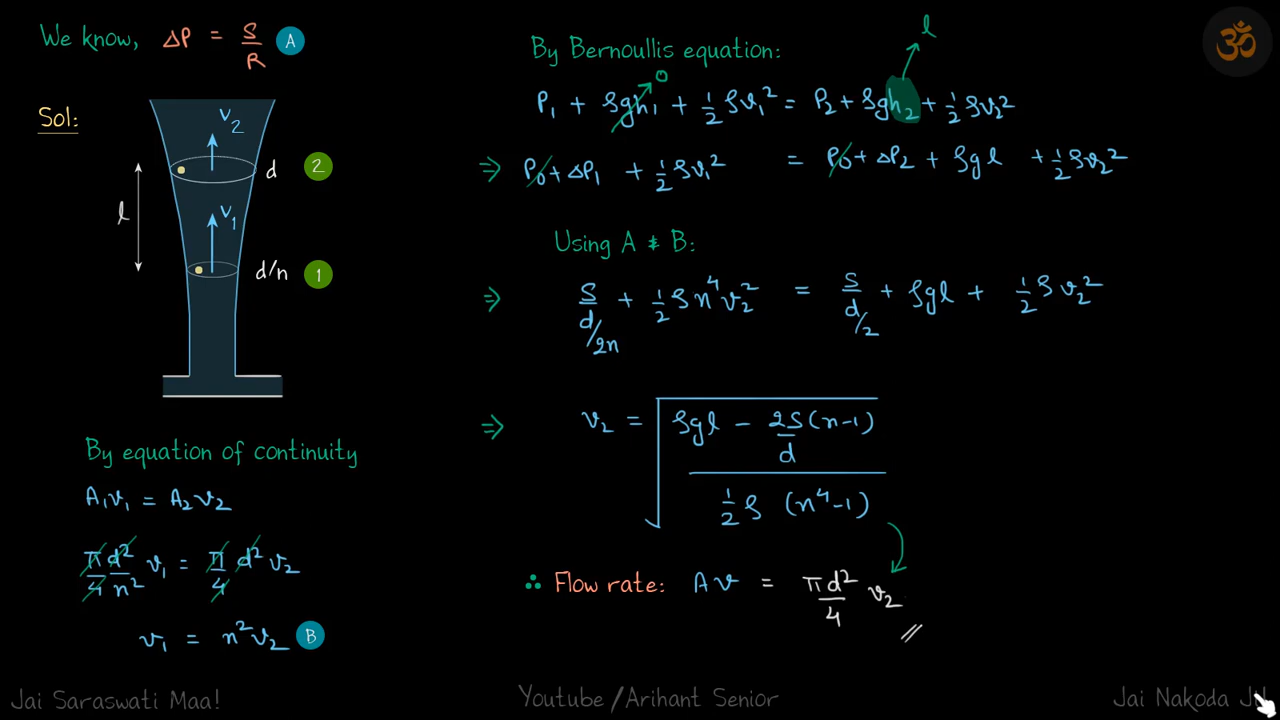 We know, ΔP = S/R A
Sol:
v2
d 2
l
v1
d/n 1
By equation of continuity
A1v1 = A2v2
π/4 d²/n² v1 = π/4 d² v2
v1 = n²v2 B
By Bernoullis equation:
l
0
P1 + ρgh1 + 1/2 ρv1² = P2 + ρgh2 + 1/2 ρv2²
⇒ P0 + ΔP1 + 1/2 ρv1² = P0 + ΔP2 + ρgl + 1/2 ρv2²
Using A & B:
⇒ S/(d/2n) + 1/2 ρn⁴v2² = S/(d/2) + ρgl + 1/2 ρv2²
⇒ v2 = √((ρgl − 2S/d (n−1)) / (1/2 ρ (n⁴−1)))
∴ Flow rate: Av = πd²/4 v2 //
ॐ
Jai Saraswati Maa! Youtube/Arihant Senior Jai Nakoda